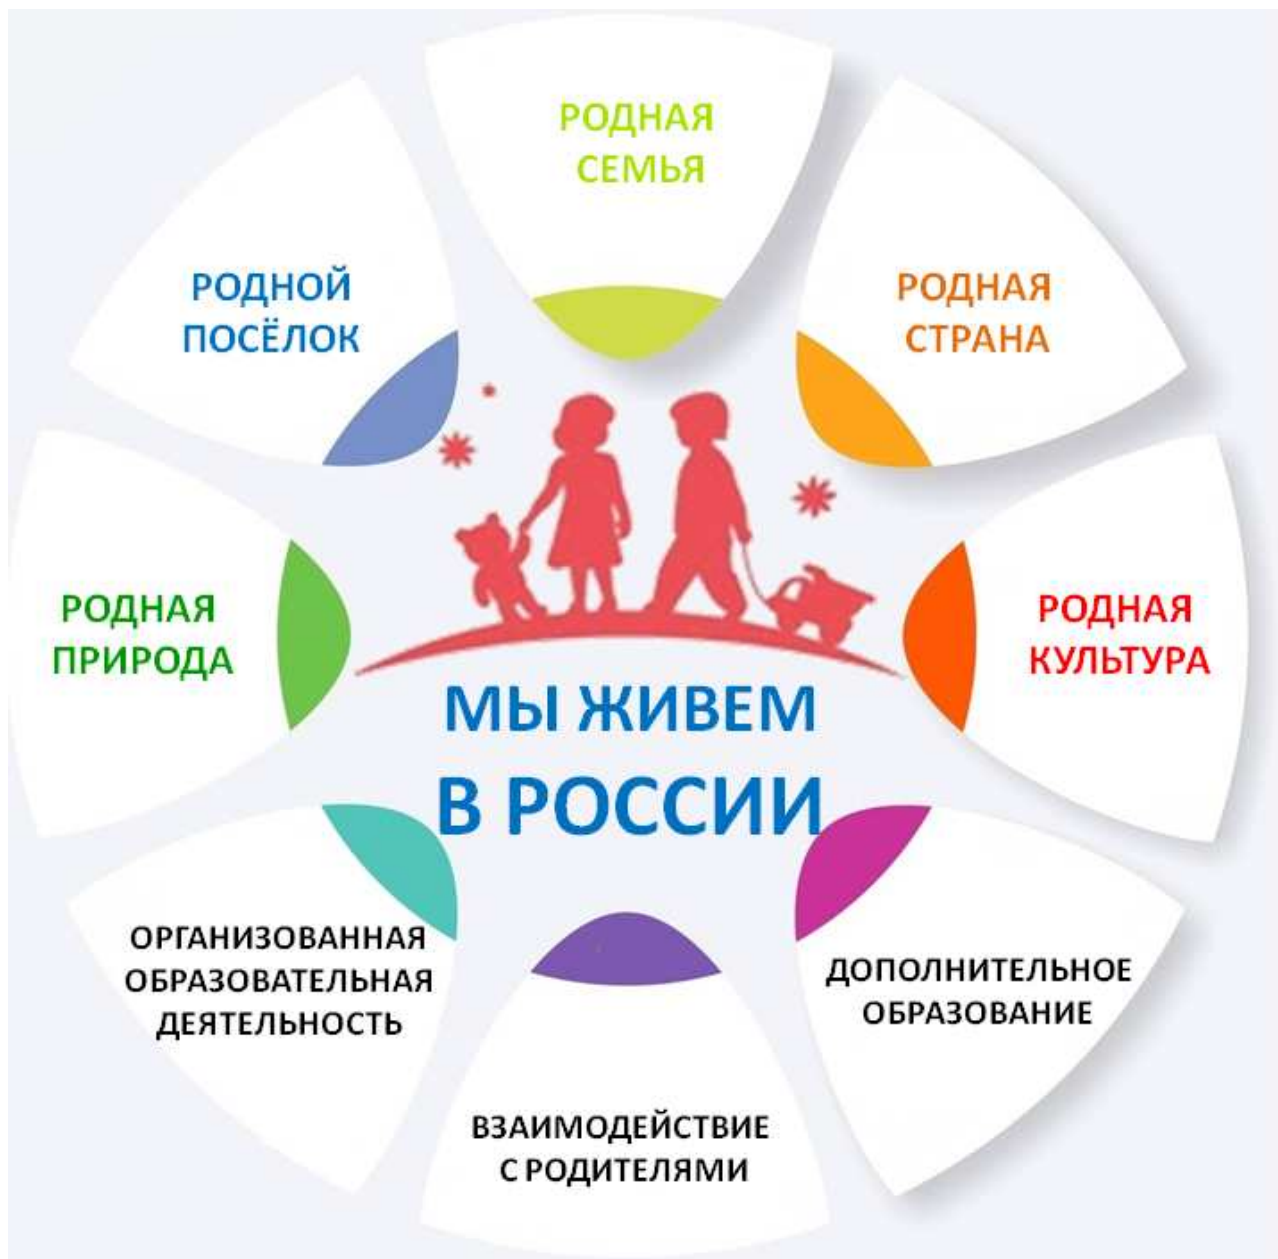 РОДНАЯ
СЕМЬЯ
РОДНОЙ
ПОСЁЛОК
РОДНАЯ
СТРАНА
РОДНАЯ
ПРИРОДА
РОДНАЯ
КУЛЬТУРА
МЫ ЖИВЕМ
В РОССИИ
ОРГАНИЗОВАННАЯ
ОБРАЗОВАТЕЛЬНАЯ
ДЕЯТЕЛЬНОСТЬ
ДОПОЛНИТЕЛЬНОЕ
ОБРАЗОВАНИЕ
ВЗАИМОДЕЙСТВИЕ
С РОДИТЕЛЯМИ